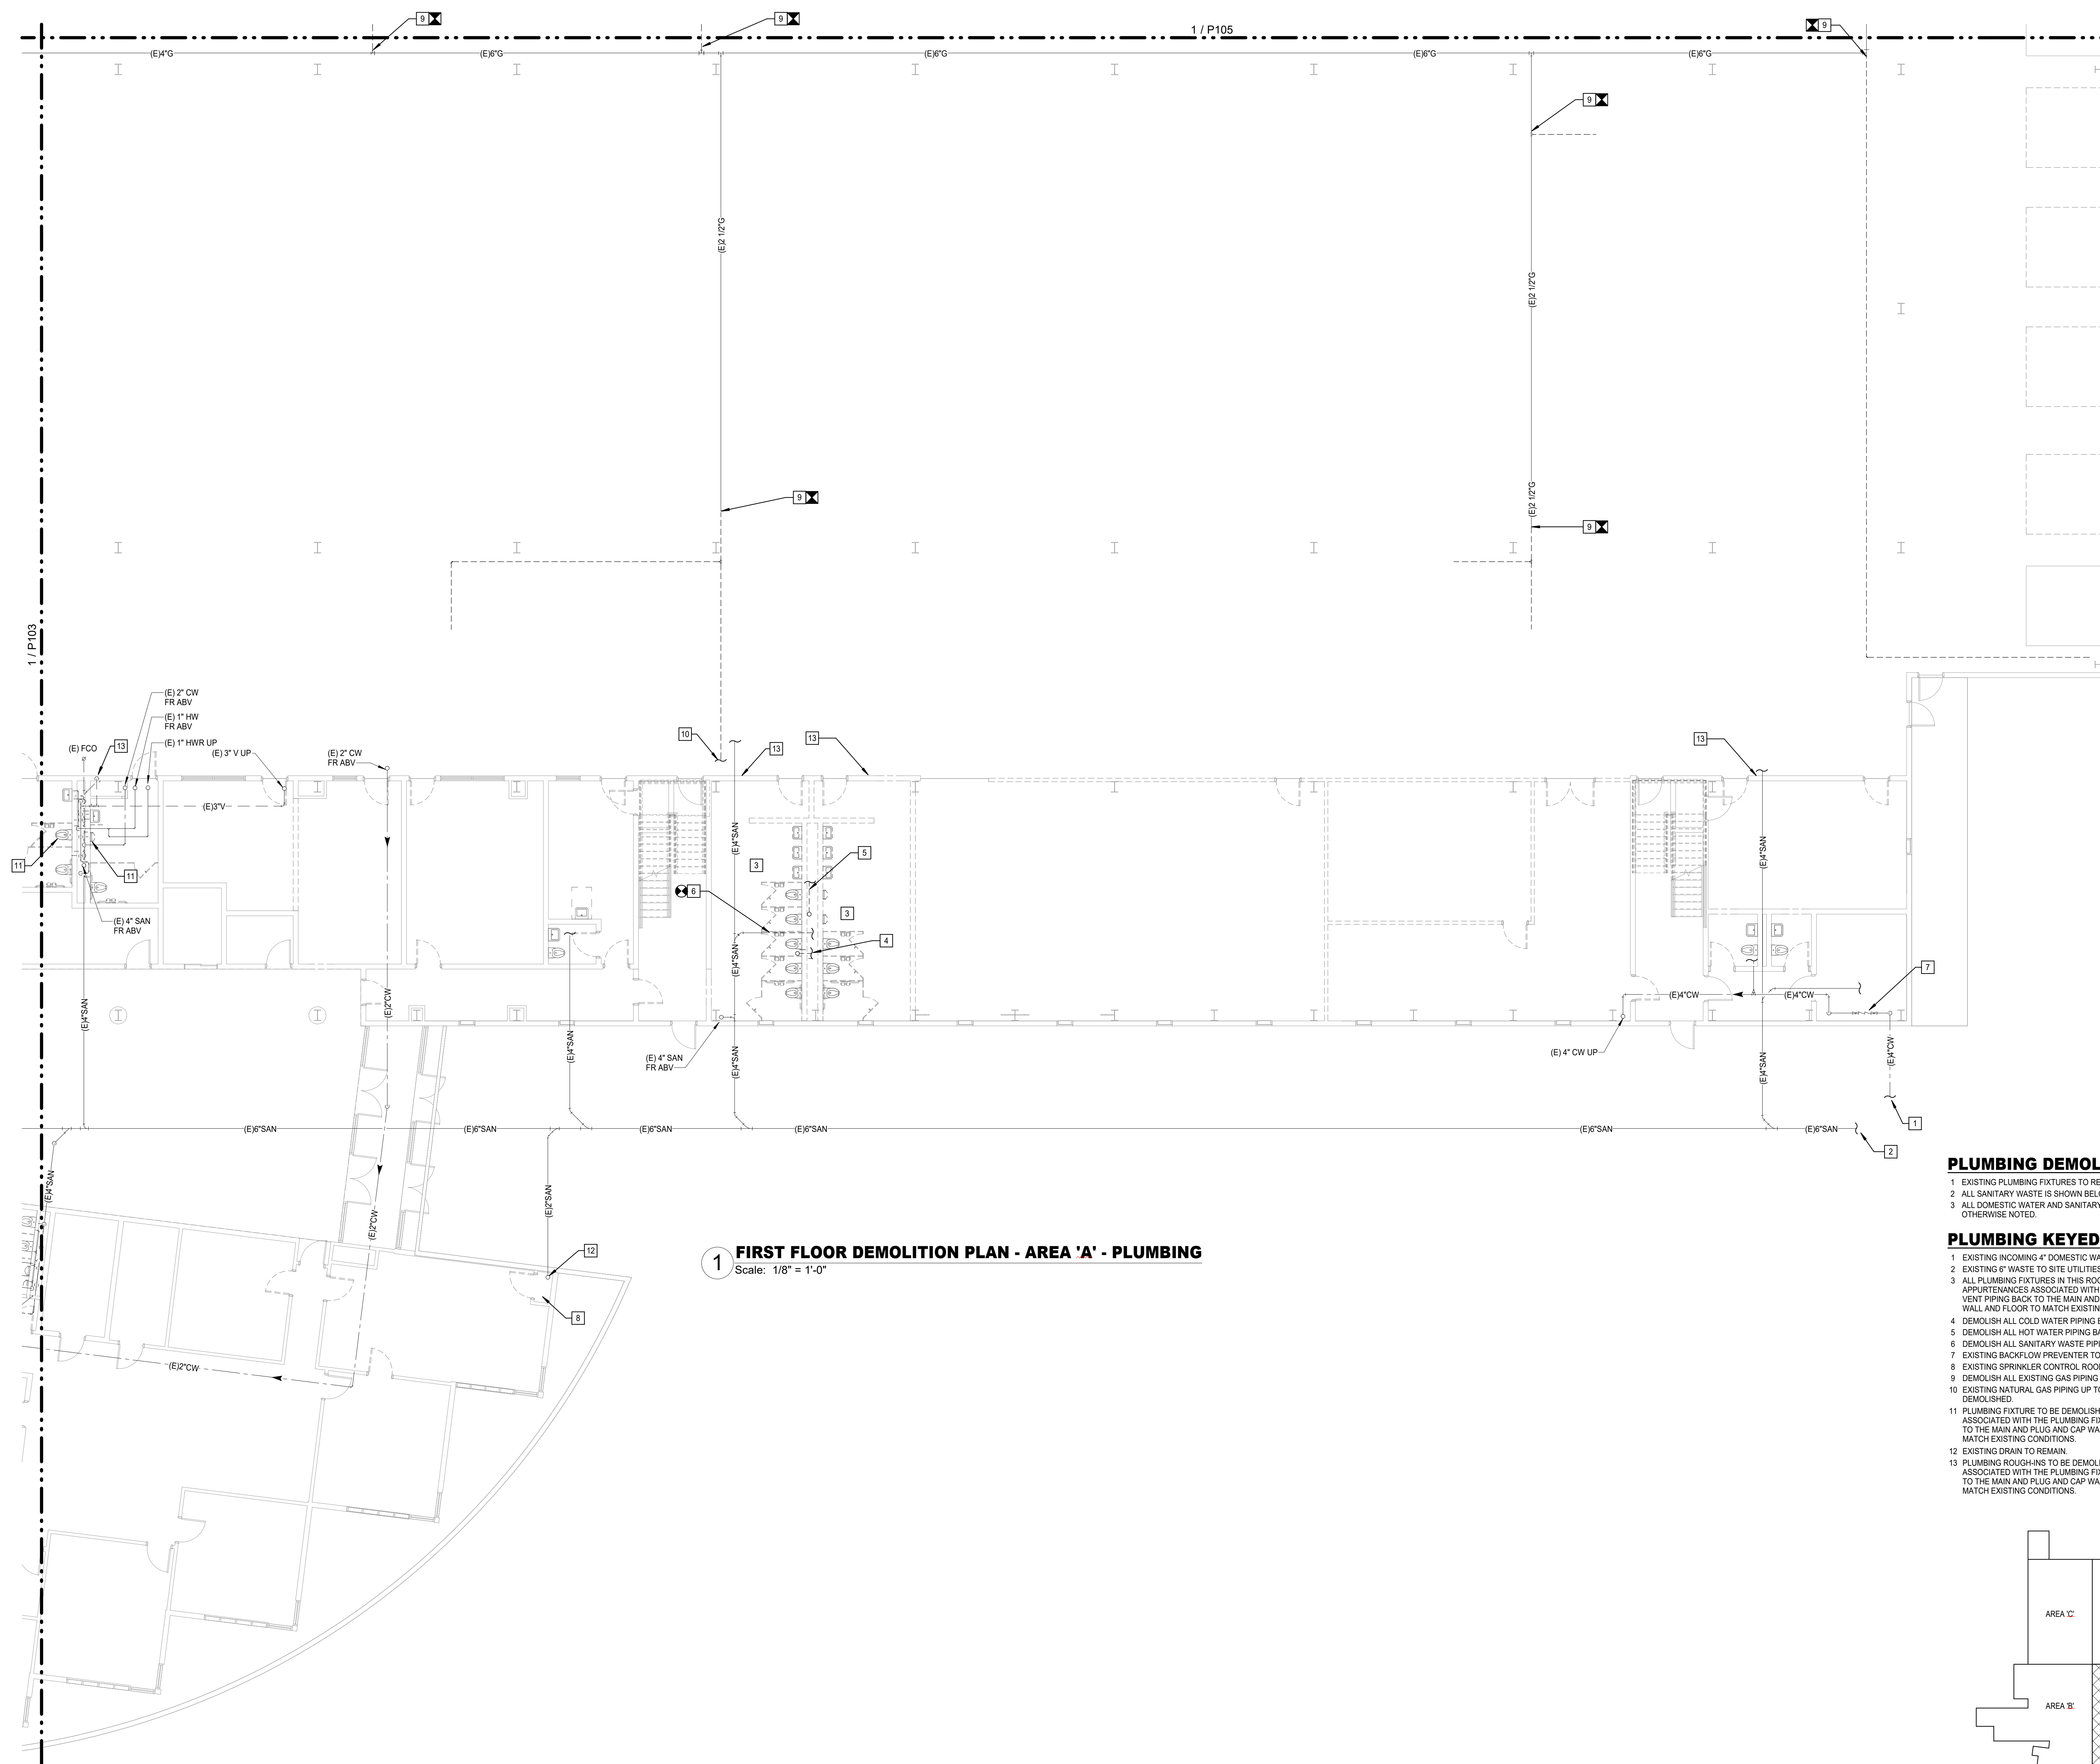 9
9
1 / P105
9
(E)4"G
(E)6"G
(E)6"G
(E)6"G
(E)6"G
9
(E)2 1/2"G
(E)2 1/2"G
(E)2 1/2"G
9
9
1 / P103
(E) 2" CW
FR ABV
(E) 1" HW
FR ABV
(E) 1" HWR UP
(E) FCO
13
(E) 3" V UP
(E) 2" CW
FR ABV
10
13
13
13
(E)3"V
11
11
(E) 4" SAN
FR ABV
(E)4"SAN
(E)4"SAN
3
5
6
3
4
7
(E)4"SAN
(E)4"CW
(E)4"CW
(E)4"SAN
(E)2"CW
(E)4"SAN
(E) 4" SAN
FR ABV
(E)4"SAN
(E) 4" CW UP
(E)4"SAN
(E)4"CW
1
(E)6"SAN
(E)6"SAN
(E)6"SAN
(E)6"SAN
(E)6"SAN
(E)6"SAN
2
(E)4"SAN
(E)2"CW
(E)2"SAN
12
8
(E)2"CW
1
FIRST FLOOR DEMOLITION PLAN - AREA 'A' - PLUMBING
Scale: 1/8" = 1'-0"
PLUMBING DEMOL
1 EXISTING PLUMBING FIXTURES TO RE
2 ALL SANITARY WASTE IS SHOWN BEL
3 ALL DOMESTIC WATER AND SANITARY
OTHERWISE NOTED.
PLUMBING KEYED
1 EXISTING INCOMING 4" DOMESTIC WA
2 EXISTING 6" WASTE TO SITE UTILITIES
3 ALL PLUMBING FIXTURES IN THIS ROO
APPURTENANCES ASSOCIATED WITH
VENT PIPING BACK TO THE MAIN AND
WALL AND FLOOR TO MATCH EXISTIN
4 DEMOLISH ALL COLD WATER PIPING B
5 DEMOLISH ALL HOT WATER PIPING BA
6 DEMOLISH ALL SANITARY WASTE PIPI
7 EXISTING BACKFLOW PREVENTER TO
8 EXISTING SPRINKLER CONTROL ROO
9 DEMOLISH ALL EXISTING GAS PIPING
10 EXISTING NATURAL GAS PIPING UP TO
DEMOLISHED.
11 PLUMBING FIXTURE TO BE DEMOLISH
ASSOCIATED WITH THE PLUMBING FIX
TO THE MAIN AND PLUG AND CAP WA
MATCH EXISTING CONDITIONS.
12 EXISTING DRAIN TO REMAIN.
13 PLUMBING ROUGH-INS TO BE DEMOLI
ASSOCIATED WITH THE PLUMBING FIX
TO THE MAIN AND PLUG AND CAP WA
MATCH EXISTING CONDITIONS.
AREA 'C'
AREA 'B'